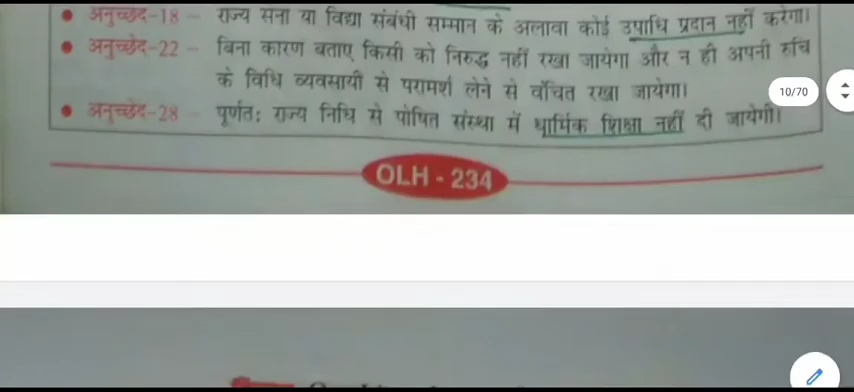 अनुच्छेद-18 – राज्य सेना या विद्या संबंधी सम्मान के अलावा कोई उपाधि प्रदान नहीं करेगा।
अनुच्छेद-22 – बिना कारण बताए किसी को निरुद्ध नहीं रखा जायेगा और न ही अपनी रुचि
के विधि व्यवसायी से परामर्श लेने से वंचित रखा जायेगा।
10/70
अनुच्छेद-28 – पूर्णतः राज्य निधि से पोषित संस्था में धार्मिक शिक्षा नहीं दी जायेगी।
OLH - 234